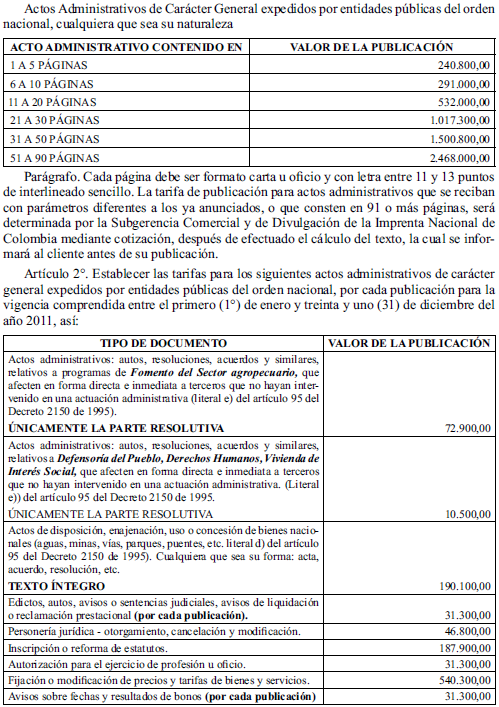 Actos Administrativos de Carácter General expedidos por entidades públicas del orden
nacional, cualquiera que sea su naturaleza
ACTO ADMINISTRATIVO CONTENIDO EN VALOR DE LA PUBLICACIÓN
1 A 5 PÁGINAS 240.800,00
6 A 10 PÁGINAS 291.000,00
11 A 20 PÁGINAS 532.000,00
21 A 30 PÁGINAS 1.017.300,00
31 A 50 PÁGINAS 1.500.800,00
51 A 90 PÁGINAS 2.468.000,00
Parágrafo. Cada página debe ser formato carta u oficio y con letra entre 11 y 13 puntos
de interlineado sencillo. La tarifa de publicación para actos administrativos que se reciban
con parámetros diferentes a los ya anunciados, o que consten en 91 o más páginas, será
determinada por la Subgerencia Comercial y de Divulgación de la Imprenta Nacional de
Colombia mediante cotización, después de efectuado el cálculo del texto, la cual se infor-
mará al cliente antes de su publicación.
Artículo 2°. Establecer las tarifas para los siguientes actos administrativos de carácter
general expedidos por entidades públicas del orden nacional, por cada publicación para la
vigencia comprendida entre el primero (1°) de enero y treinta y uno (31) de diciembre del
año 2011, así:
TIPO DE DOCUMENTO VALOR DE LA PUBLICACIÓN
Actos administrativos: autos, resoluciones, acuerdos y similares,
relativos a programas de Fomento del Sector agropecuario, que
afecten en forma directa e inmediata a terceros que no hayan inter-
venido en una actuación administrativa (literal e) del artículo 95 del
Decreto 2150 de 1995).
ÚNICAMENTE LA PARTE RESOLUTIVA 72.900,00
Actos administrativos: autos, resoluciones, acuerdos y similares,
relativos a Defensoría del Pueblo, Derechos Humanos, Vivienda de
Interés Social, que afecten en forma directa e inmediata a terceros
que no hayan intervenido en una actuación administrativa. (Literal
e)) del artículo 95 del Decreto 2150 de 1995.
ÚNICAMENTE LA PARTE RESOLUTIVA 10.500,00
Actos de disposición, enajenación, uso o concesión de bienes nacio-
nales (aguas, minas, vías, parques, puentes, etc. literal d) del artículo
95 del Decreto 2150 de 1995). Cualquiera que sea su forma: acta,
acuerdo, resolución, etc.
TEXTO ÍNTEGRO 190.100,00
Edictos, autos, avisos o sentencias judiciales, avisos de liquidación
o reclamación prestacional (por cada publicación). 31.300,00
Personería jurídica - otorgamiento, cancelación y modificación. 46.800,00
Inscripción o reforma de estatutos. 187.900,00
Autorización para el ejercicio de profesión u oficio. 31.300,00
Fijación o modificación de precios y tarifas de bienes y servicios. 540.300,00
Avisos sobre fechas y resultados de bonos (por cada publicación) 31.300,00